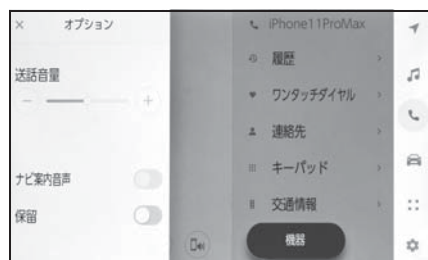 × オプション
送話音量
− +
ナビ案内音声
保留
iPhone11ProMax
履歴
ワンタッチダイヤル
連絡先
キーパッド
交通情報
機器